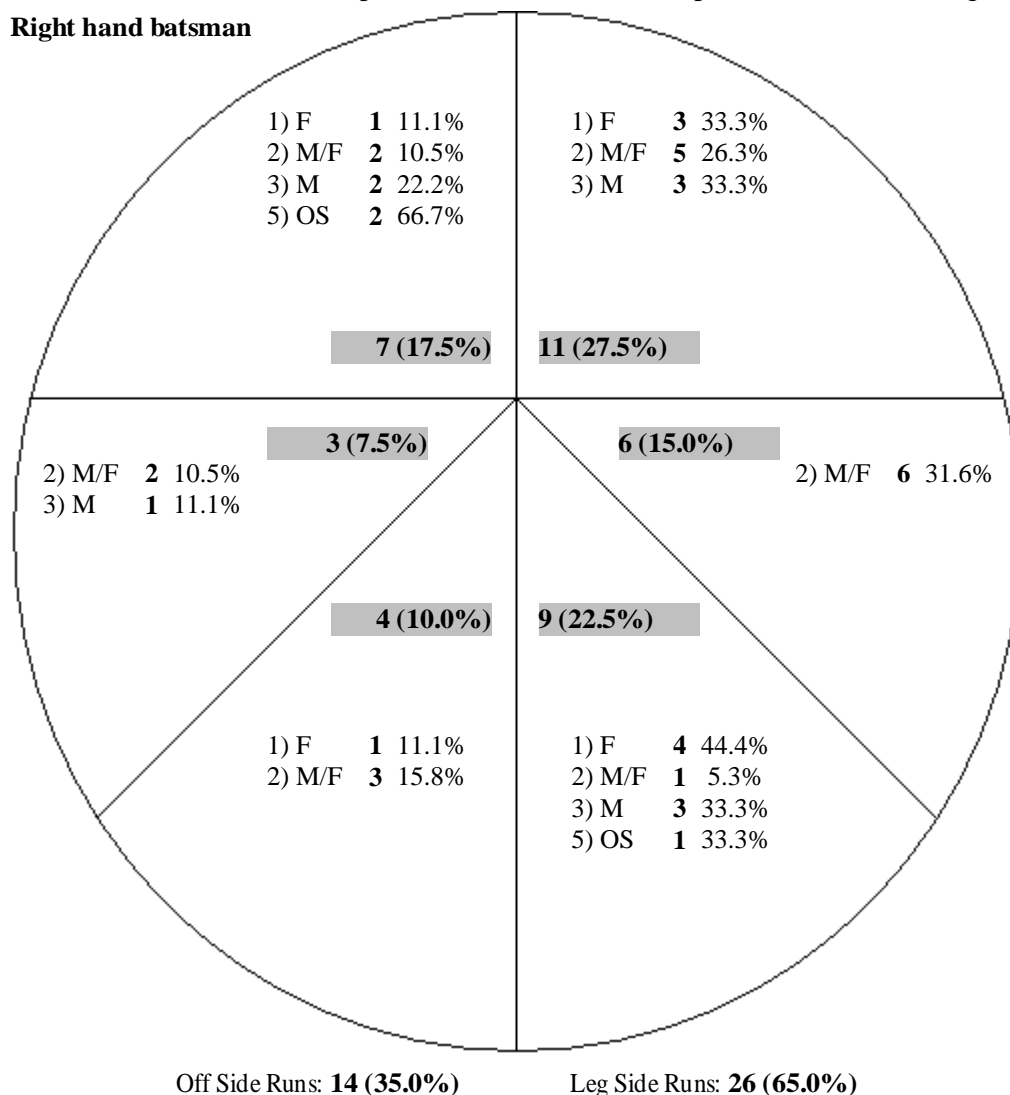 Right hand batsman
1) F 1 11.1%
2) M/F 2 10.5%
3) M 2 22.2%
5) OS 2 66.7%
1) F 3 33.3%
2) M/F 5 26.3%
3) M 3 33.3%
7 (17.5%)
11 (27.5%)
3 (7.5%)
6 (15.0%)
2) M/F 2 10.5%
3) M 1 11.1%
2) M/F 6 31.6%
4 (10.0%)
9 (22.5%)
1) F 1 11.1%
2) M/F 3 15.8%
1) F 4 44.4%
2) M/F 1 5.3%
3) M 3 33.3%
5) OS 1 33.3%
Off Side Runs: 14 (35.0%)
Leg Side Runs: 26 (65.0%)